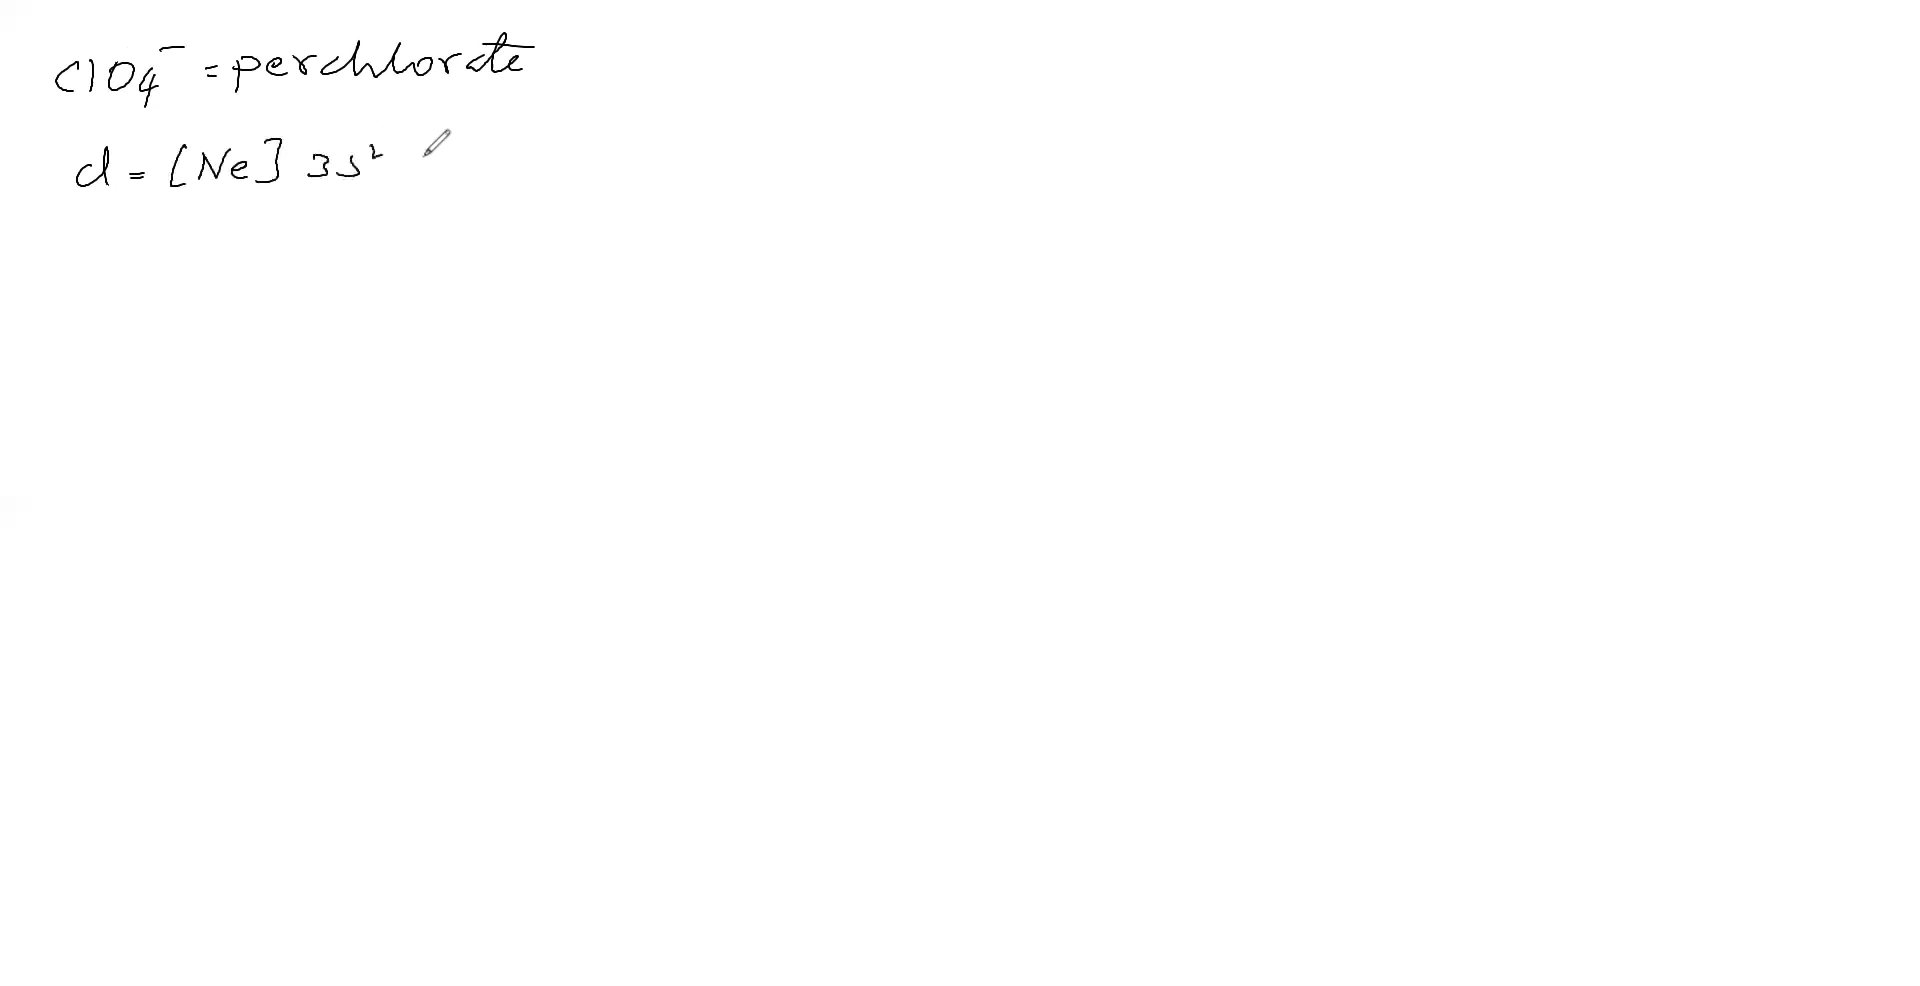 ClO₄⁻ = perchlorate
Cl = [Ne] 3s²